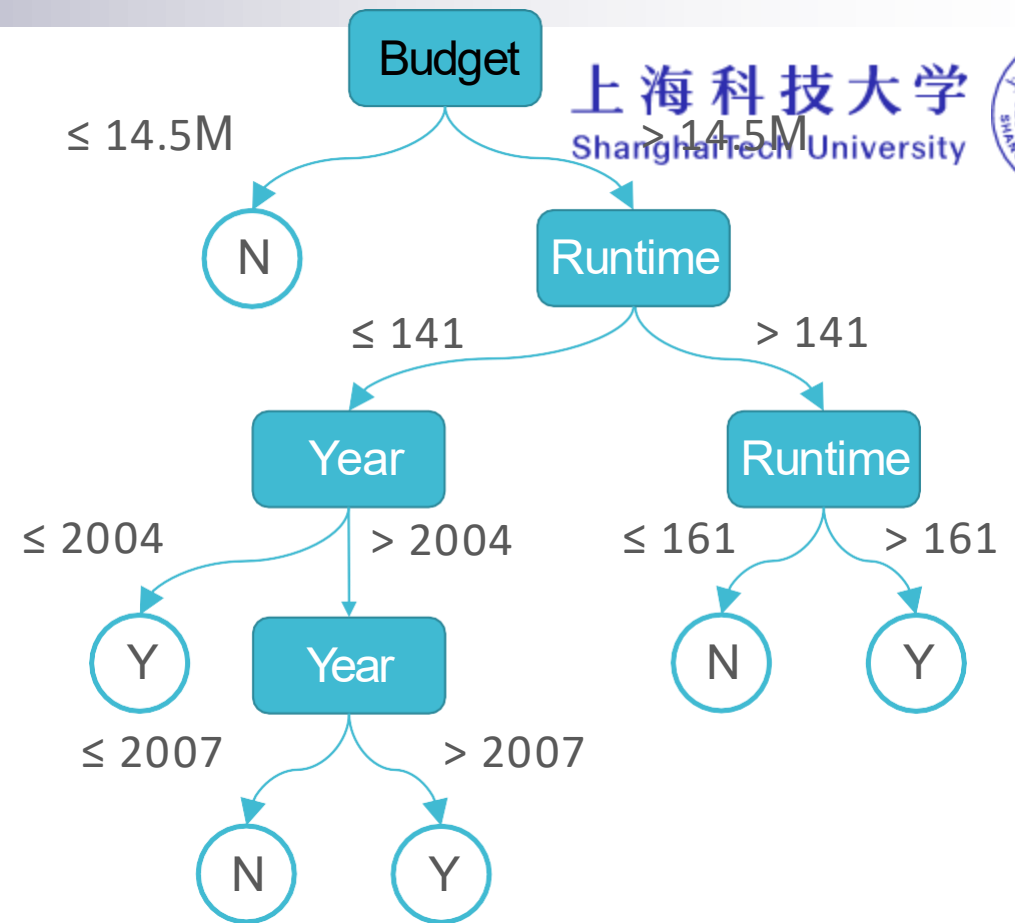 Budget
上海科技大学
≤ 14.5M
> 14.5M
ShanghaiTech University
N
Runtime
≤ 141
> 141
Year
Runtime
≤ 2004
> 2004
≤ 161
> 161
Y
Year
N
Y
≤ 2007
> 2007
N
Y